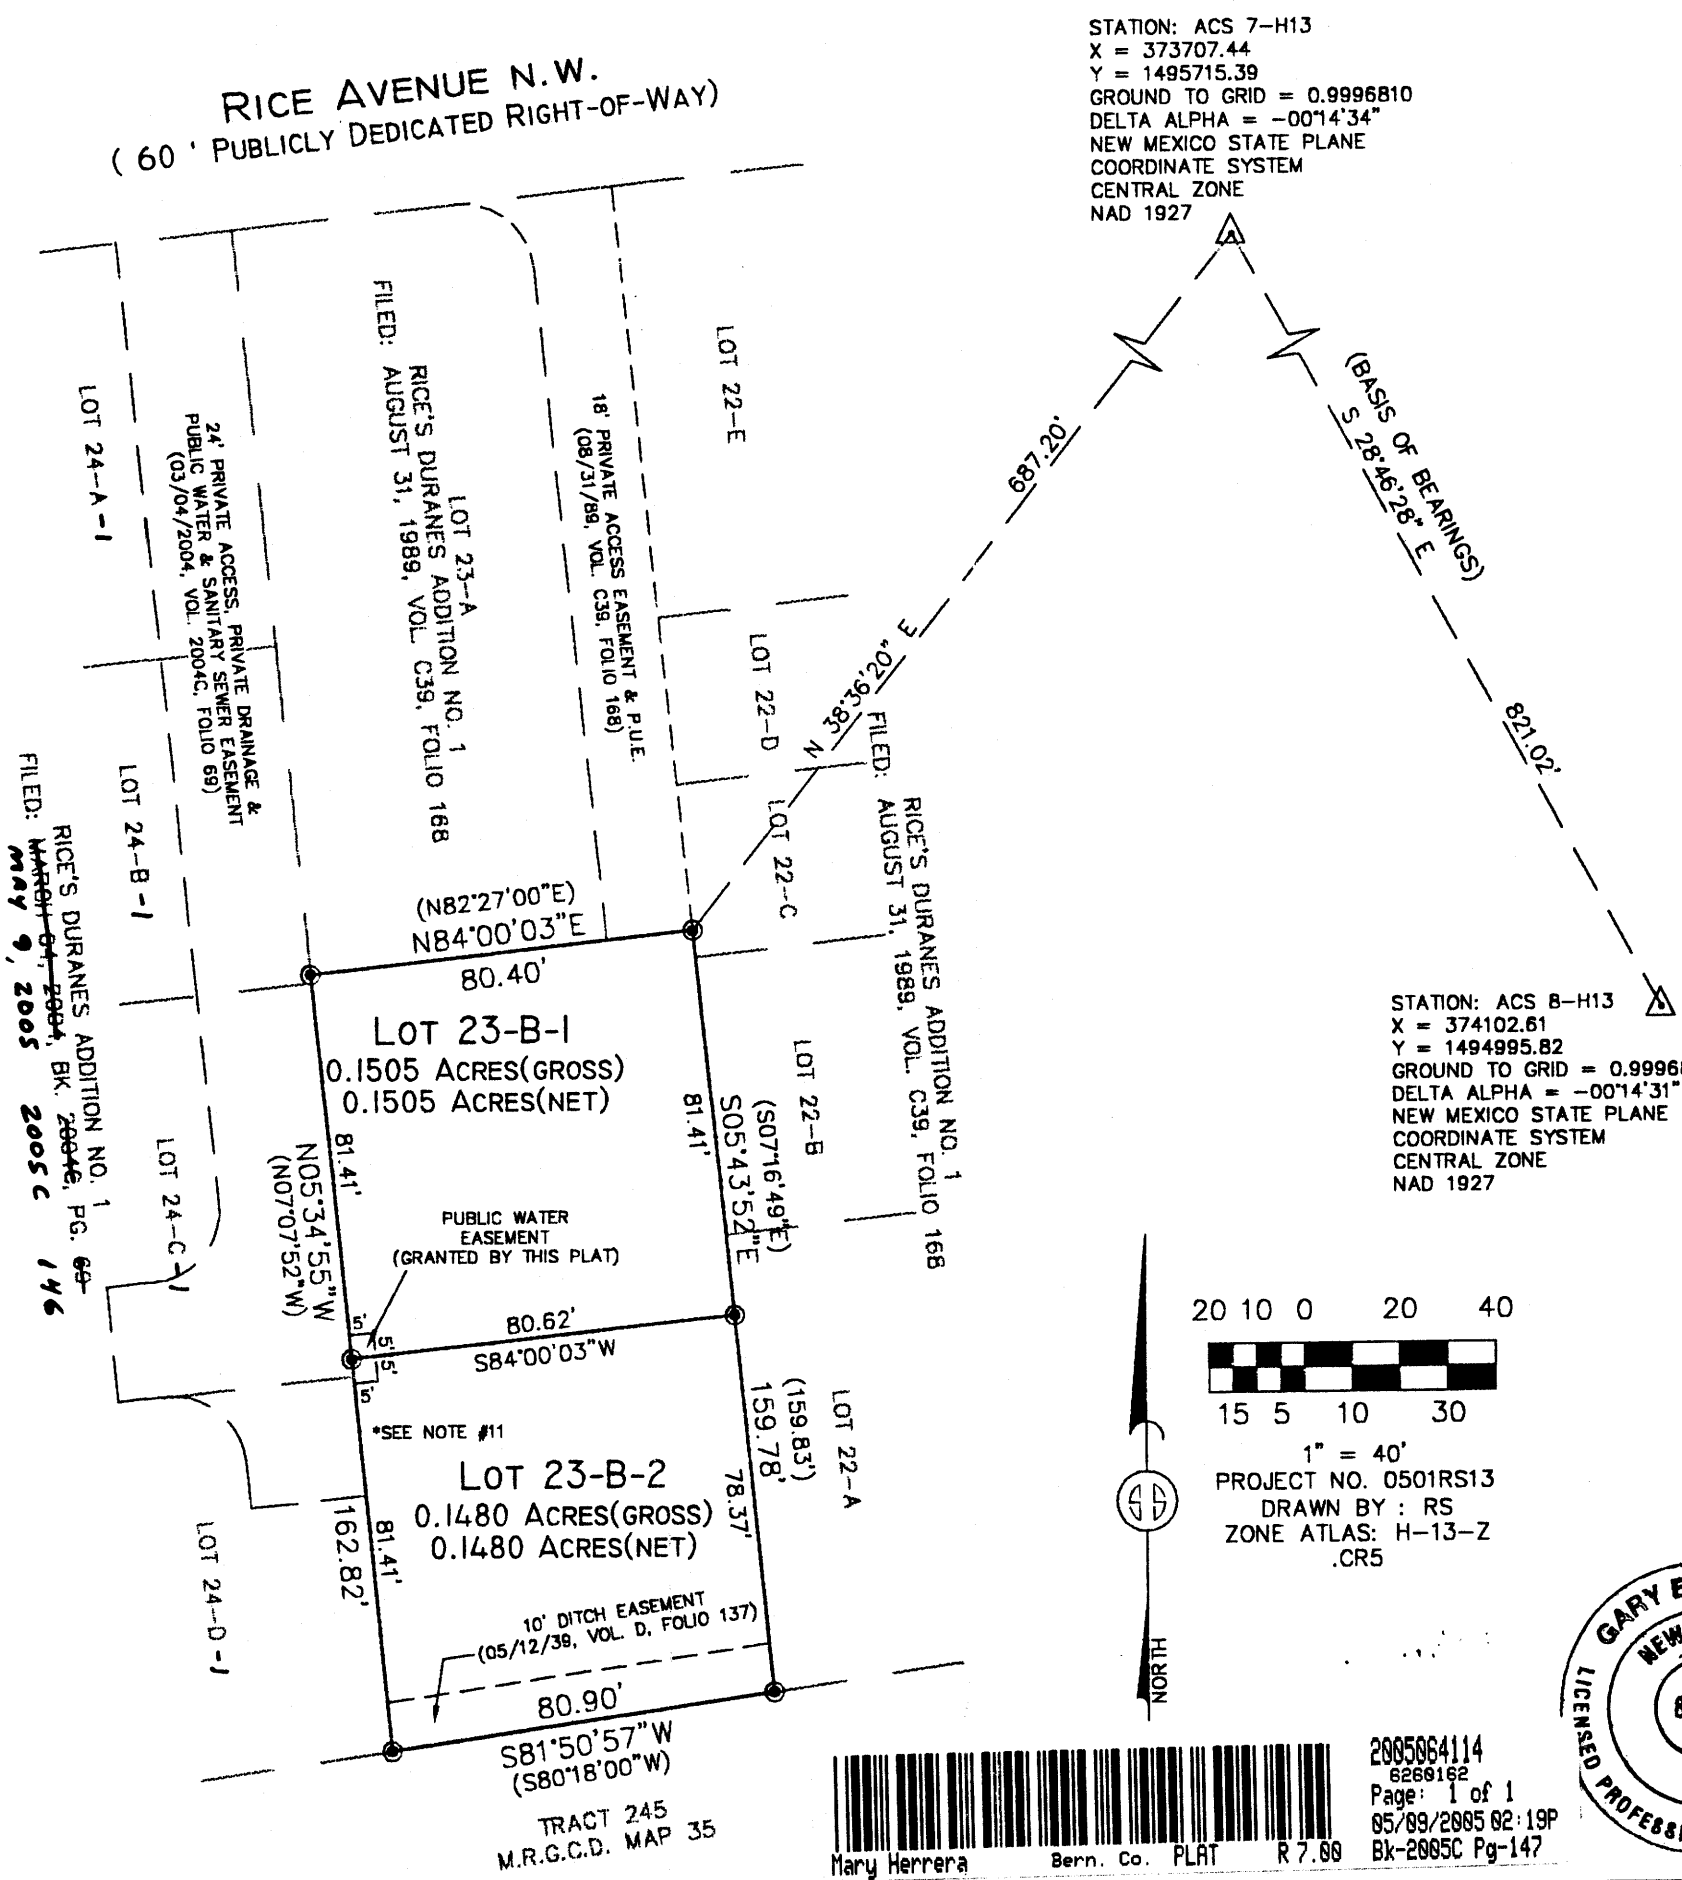 STATION: ACS 7-H13
X = 373707.44
Y = 1495715.39
GROUND TO GRID = 0.9996810
DELTA ALPHA = -00°14'34"
NEW MEXICO STATE PLANE
COORDINATE SYSTEM
CENTRAL ZONE
NAD 1927
RICE AVENUE N.W.
( 60 ' PUBLICLY DEDICATED RIGHT-OF-WAY)
LOT 24-A-1
24' PRIVATE ACCESS, PRIVATE DRAINAGE &
PUBLIC WATER & SANITARY SEWER EASEMENT
(03/04/2004, VOL. 2004C, FOLIO 69)
LOT 23-A
RICE'S DURANES ADDITION NO. 1
FILED: AUGUST 31, 1989, VOL. C39, FOLIO 168
18' PRIVATE ACCESS EASEMENT & P.U.E.
(08/31/89, VOL. C39, FOLIO 168)
LOT 22-E
LOT 22-D
LOT 22-C
687.20'
N 38°36'20" E
(BASIS OF BEARINGS)
S 28°46'28" E
821.02'
RICE'S DURANES ADDITION NO. 1
FILED: AUGUST 31, 1989, VOL. C39, FOLIO 168
LOT 24-B-1
RICE'S DURANES ADDITION NO. 1
FILED: MARCH 04, 2004, BK. 2004C, PG. 69
MAY 9, 2005 2005C 146
LOT 24-C-1
(N82°27'00"E)
N84°00'03"E
80.40'
LOT 23-B-1
0.1505 ACRES(GROSS)
0.1505 ACRES(NET)
81.41'
N05°34'55"W
(N07°07'52"W)
81.41'
S05°43'52"E
(S07°16'49"E)
LOT 22-B
PUBLIC WATER
EASEMENT
(GRANTED BY THIS PLAT)
5'
5'
5'
5'
80.62'
S84°00'03"W
STATION: ACS 8-H13
X = 374102.61
Y = 1494995.82
GROUND TO GRID = 0.9996
DELTA ALPHA = -00°14'31"
NEW MEXICO STATE PLANE
COORDINATE SYSTEM
CENTRAL ZONE
NAD 1927
*SEE NOTE #11
LOT 23-B-2
0.1480 ACRES(GROSS)
0.1480 ACRES(NET)
81.41'
162.82'
78.37'
159.78'
(159.83')
LOT 22-A
LOT 24-D-1
10' DITCH EASEMENT
(05/12/39, VOL. D, FOLIO 137)
80.90'
S81°50'57"W
(S80°18'00"W)
TRACT 245
M.R.G.C.D. MAP 35
20 10 0 20 40
15 5 10 30
1" = 40'
PROJECT NO. 0501RS13
DRAWN BY : RS
ZONE ATLAS: H-13-Z
.CR5
NORTH
GARY
NEW
LICENSED
2005064114
6260162
Page: 1 of 1
05/09/2005 02:19P
Bk-2005C Pg-147
Mary Herrera Bern. Co. PLAT R 7.00